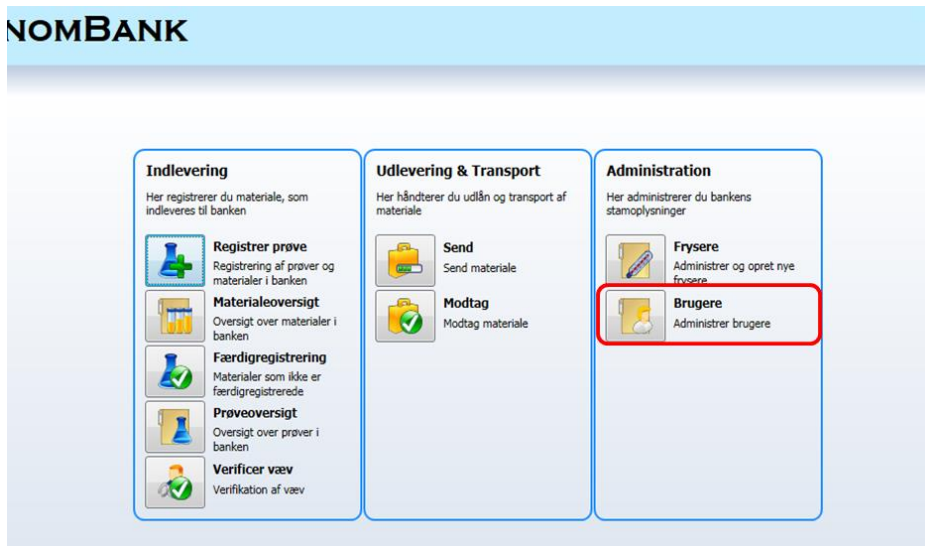 NOMBANK
Indlevering
Her registrerer du materiale, som
indleveres til banken
Registrer prøve
Registrering af prøver og
materialer i banken
Materialeoversigt
Oversigt over materialer i
banken
Færdigregistrering
Materialer som ikke er
færdigregistrerede
Prøveoversigt
Oversigt over prøver i
banken
Verificer væv
Verifikation af væv
Udlevering & Transport
Her håndterer du udlån og transport af
materiale
Send
Send materiale
Modtag
Modtag materiale
Administration
Her administrerer du bankens
stamoplysninger
Frysere
Administrer og opret nye
frysere
Brugere
Administrer brugere